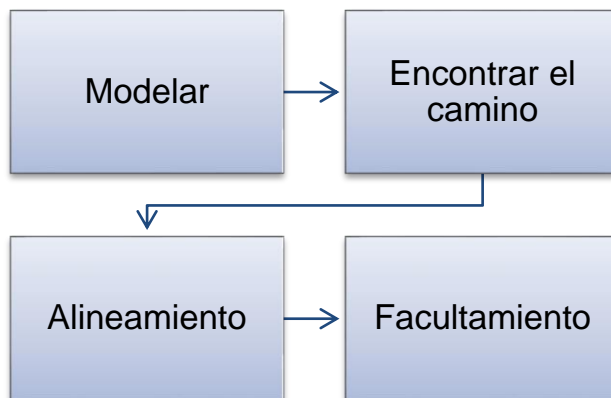 Modelar
Encontrar el
camino
Alineamiento
Facultamiento